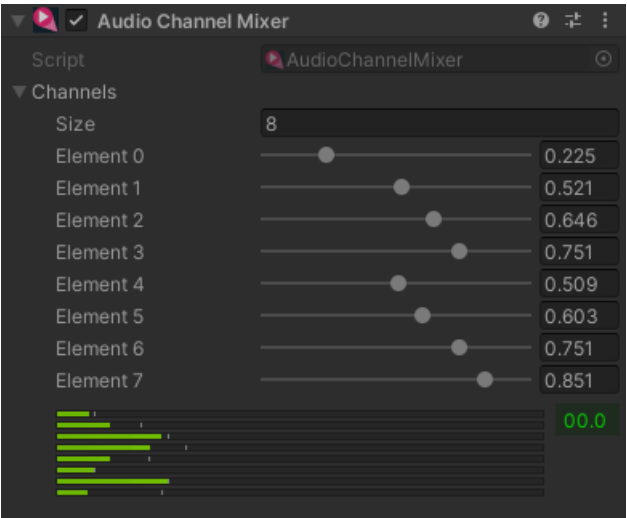 Audio Channel Mixer
Script AudioChannelMixer
Channels
Size 8
Element 0 0.225
Element 1 0.521
Element 2 0.646
Element 3 0.751
Element 4 0.509
Element 5 0.603
Element 6 0.751
Element 7 0.851
00.0